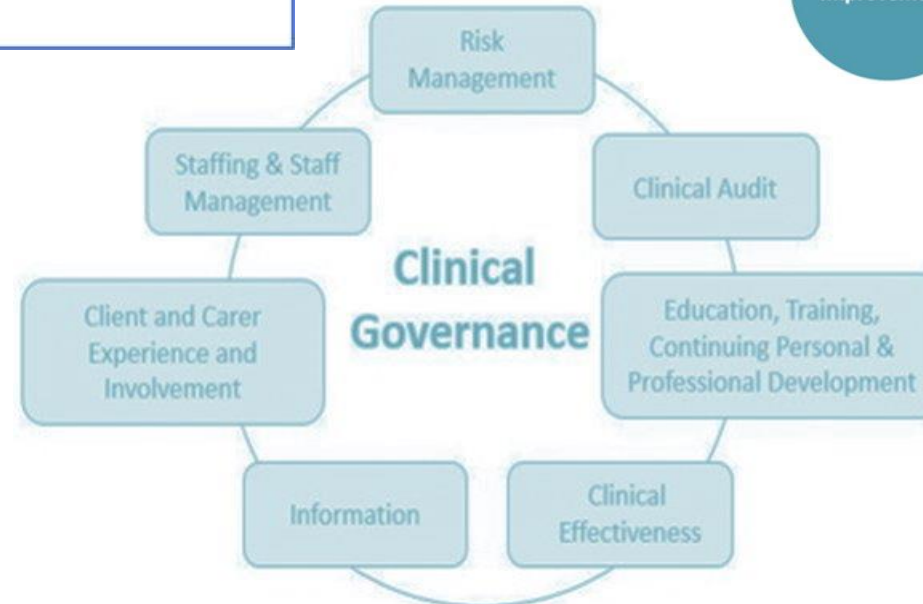 Risk
Management
Staffing & Staff
Management
Clinical Audit
Clinical
Governance
Client and Carer
Experience and
Involvement
Education, Training,
Continuing Personal &
Professional Development
Information
Clinical
Effectiveness